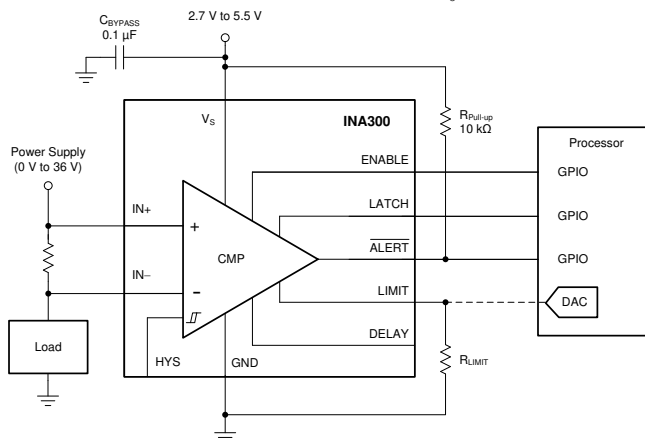 C_BYPASS
0.1 µF
2.7 V to 5.5 V
R_Pull-up
10 kΩ
V_S
INA300
Processor
Power Supply
(0 V to 36 V)
ENABLE
GPIO
IN+
LATCH
GPIO
+
CMP
ALERT
GPIO
IN–
–
LIMIT
DAC
DELAY
Load
HYS
GND
R_LIMIT